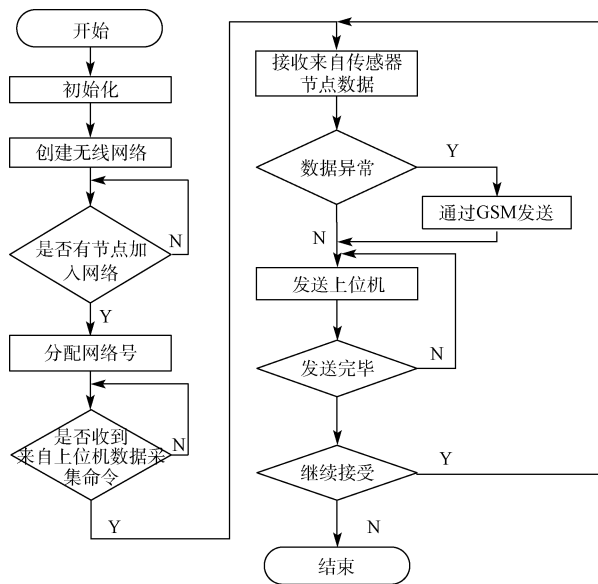 开始
初始化
创建无线网络
是否有节点加
入网络
N
Y
分配网络号
是否收到
来自上位机数据采
集命令
N
Y
接收来自传感器
节点数据
数据异常
Y
通过GSM发送
N
发送上位机
发送完毕
N
继续接受
Y
N
结束